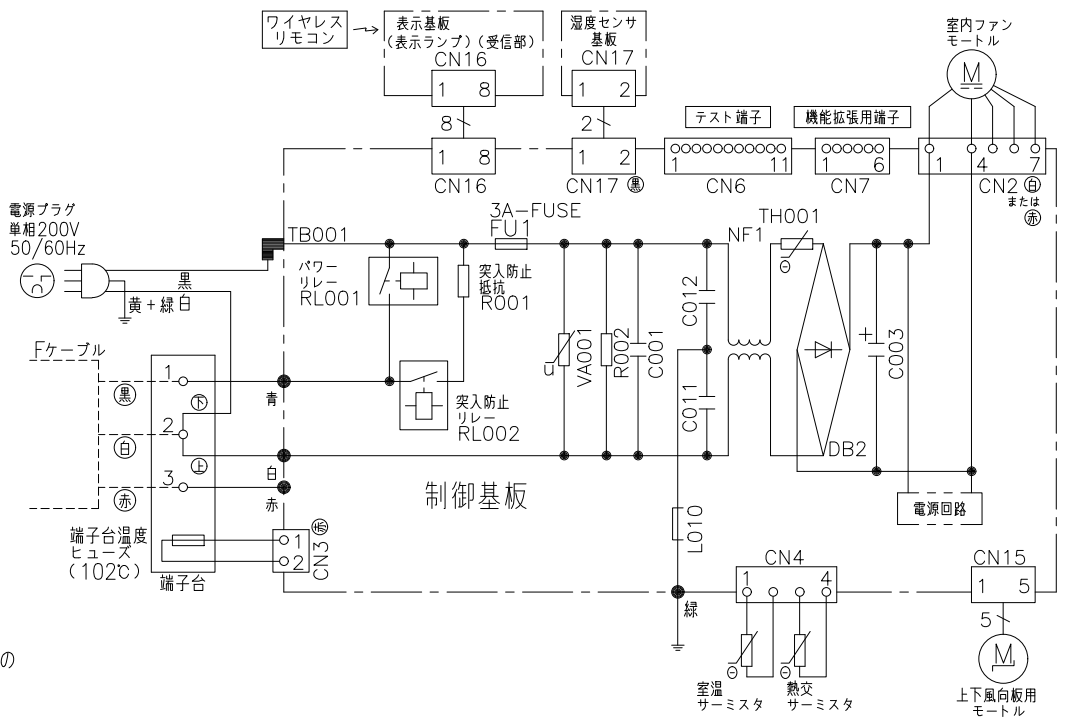 ワイヤレス
リモコン
表示基板
(表示ランプ)(受信部)
CN16
1 8
8
1 8
CN16
湿度センサ
基板
CN17
1 2
2
1 2
CN17 黒
テスト端子
1 11
CN6
機能拡張用端子
1 6
CN7
室内ファン
モートル
M
1 4 7
CN2 白
または
赤
電源プラグ
単相200V
50/60Hz
黒
白
黄+緑
TB001
パワー
リレー
RL001
3A-FUSE
FU1
突入防止
抵抗
R001
突入防止
リレー
RL002
u
VA001
R002
C001
C012
C011
NF1
TH001
DB2
+
C003
電源回路
Fケーブル
黒
白
赤
1
2
3
下
上
青
白
赤
制御基板
端子台温度
ヒューズ
(102℃)
端子台
1
2
CN3 赤
L010
緑
CN4
1 4
室温
サーミスタ
熱交
サーミスタ
CN15
1 5
5
M
上下風向板用
モートル
の